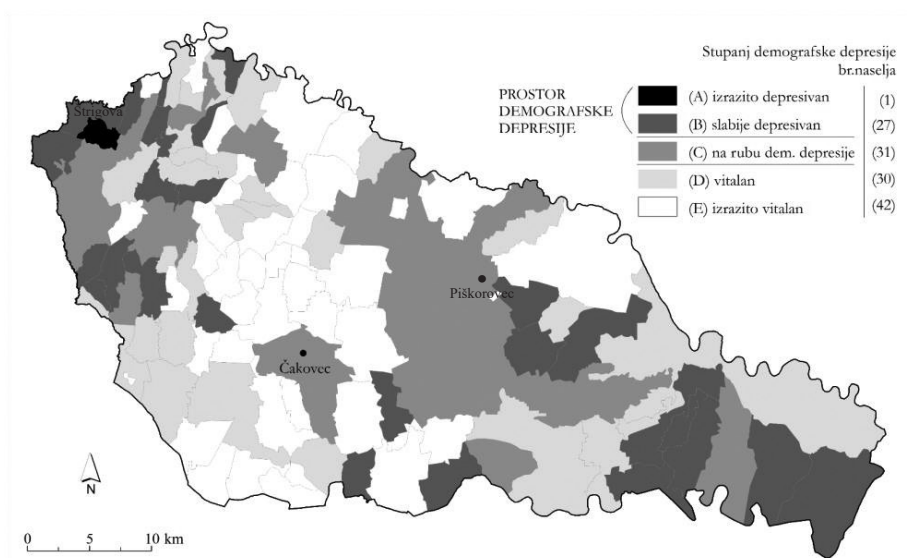 Stupanj demografske depresije
br.naselja
PROSTOR
DEMOGRAFSKE
DEPRESIJE
(A) izrazito depresivan (1)
(B) slabije depresivan (27)
(C) na rubu dem. depresije (31)
(D) vitalan (30)
(E) izrazito vitalan (42)
Štrigova
Piškorovec
Čakovec
N
0 5 10 km